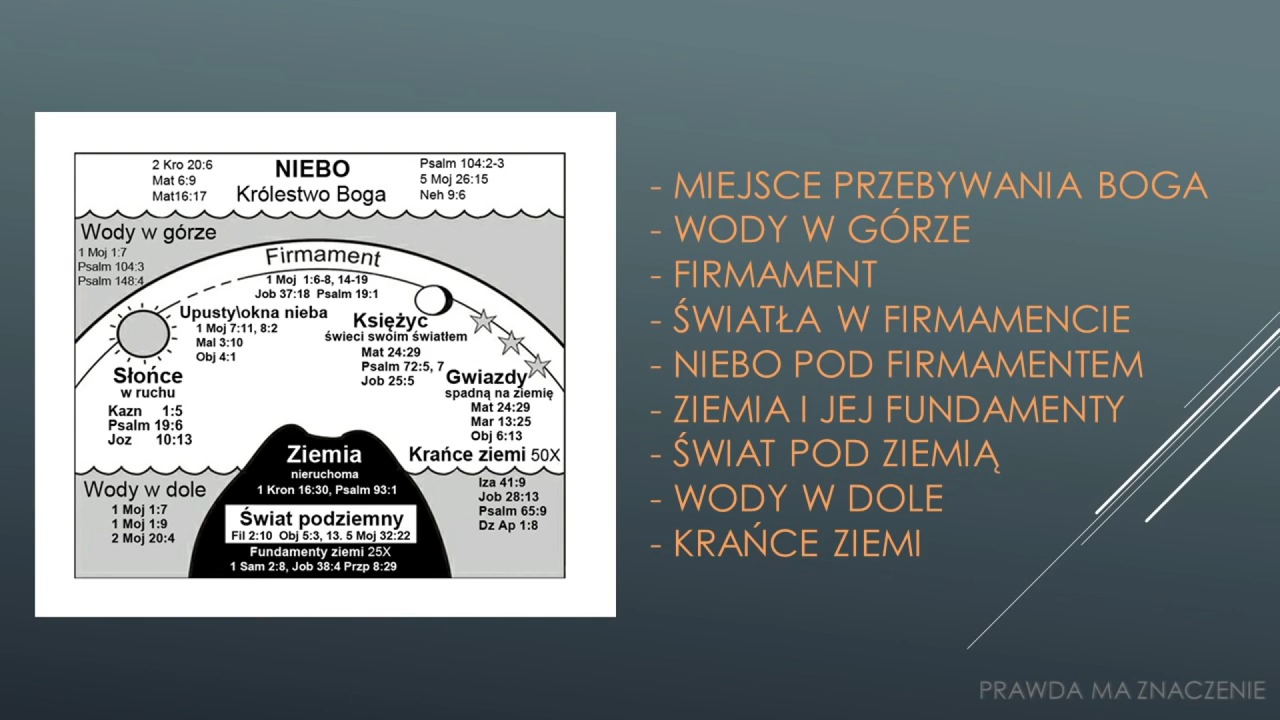 2 Kro 20:6
Mat 6:9
Mat16:17
NIEBO
Królestwo Boga
Psalm 104:2-3
5 Moj 26:15
Neh 9:6
Wody w górze
1 Moj 1:7
Psalm 104:3
Psalm 148:4
Firmament
1 Moj 1:6-8, 14-19
Job 37:18 Psalm 19:1
Upusty\okna nieba
1 Moj 7:11, 8:2
Mal 3:10
Obj 4:1
Księżyc
świeci swoim światłem
Mat 24:29
Psalm 72:5, 7
Job 25:5
Słońce
w ruchu
Kazn 1:5
Psalm 19:6
Joz 10:13
Gwiazdy
spadną na ziemię
Mat 24:29
Mar 13:25
Obj 6:13
Ziemia
nieruchoma
1 Kron 16:30, Psalm 93:1
Krańce ziemi 50X
Iza 41:9
Job 28:13
Psalm 65:9
Dz Ap 1:8
Wody w dole
1 Moj 1:7
1 Moj 1:9
2 Moj 20:4
Świat podziemny
Fil 2:10 Obj 5:3, 13. 5 Moj 32:22
Fundamenty ziemi 25X
1 Sam 2:8, Job 38:4 Przp 8:29
- MIEJSCE PRZEBYWANIA BOGA
- WODY W GÓRZE
- FIRMAMENT
- ŚWIATŁA W FIRMAMENCIE
- NIEBO POD FIRMAMENTEM
- ZIEMIA I JEJ FUNDAMENTY
- ŚWIAT POD ZIEMIĄ
- WODY W DOLE
- KRAŃCE ZIEMI
PRAWDA MA ZNACZENIE